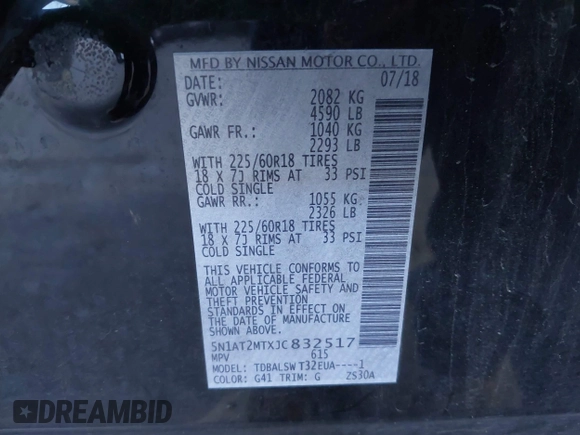 MFD BY NISSAN MOTOR CO., LTD.
DATE: 07/18
GVWR: 2082 KG
4590 LB
GAWR FR.: 1040 KG
2293 LB
WITH 225/60R18 TIRES
18 X 7J RIMS AT 33 PSI
COLD SINGLE
GAWR RR.: 1055 KG
2326 LB
WITH 225/60R18 TIRES
18 X 7J RIMS AT 33 PSI
COLD SINGLE
THIS VEHICLE CONFORMS TO
ALL APPLICABLE FEDERAL
MOTOR VEHICLE SAFETY AND
THEFT PREVENTION
STANDARDS IN EFFECT ON
THE DATE OF MANUFACTURE
SHOWN ABOVE.
5N1AT2MTXJC832517
MPV 615
MODEL: TDBALSW T32EUA----1
COLOR: G41 TRIM: G ZS30A
DREAMBID